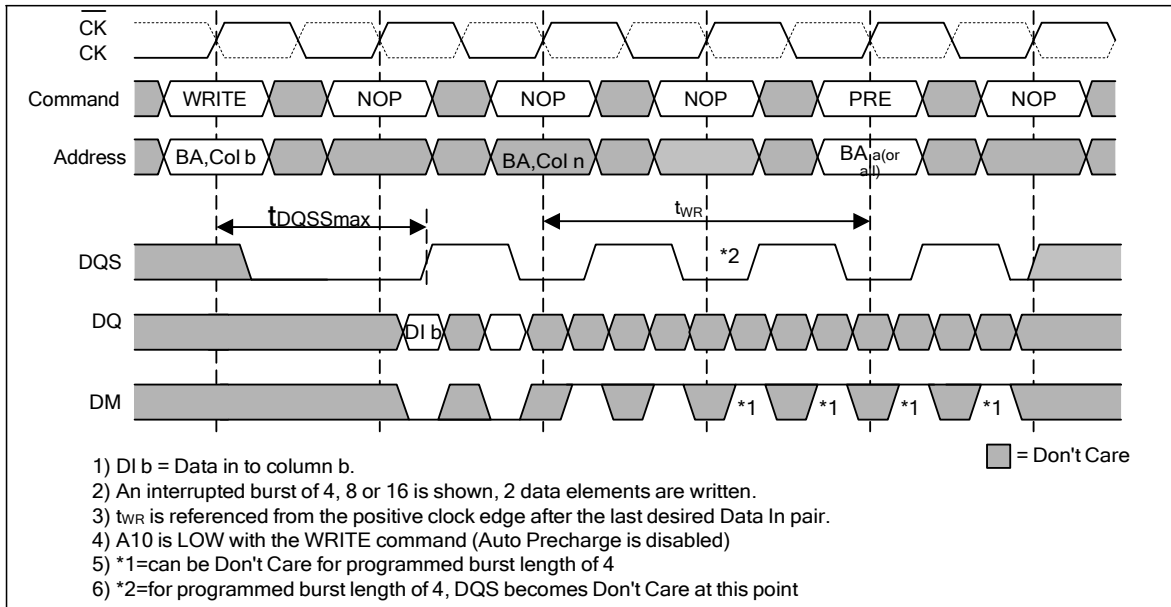 CK
CK
Command WRITE NOP NOP NOP PRE NOP
Address BA,Col b BA,Col n BA a(or all)
tDQSSmax tWR
DQS *2
DQ DI b
DM *1 *1 *1 *1
= Don't Care
1) DI b = Data in to column b.
2) An interrupted burst of 4, 8 or 16 is shown, 2 data elements are written.
3) tWR is referenced from the positive clock edge after the last desired Data In pair.
4) A10 is LOW with the WRITE command (Auto Precharge is disabled)
5) *1=can be Don't Care for programmed burst length of 4
6) *2=for programmed burst length of 4, DQS becomes Don't Care at this point